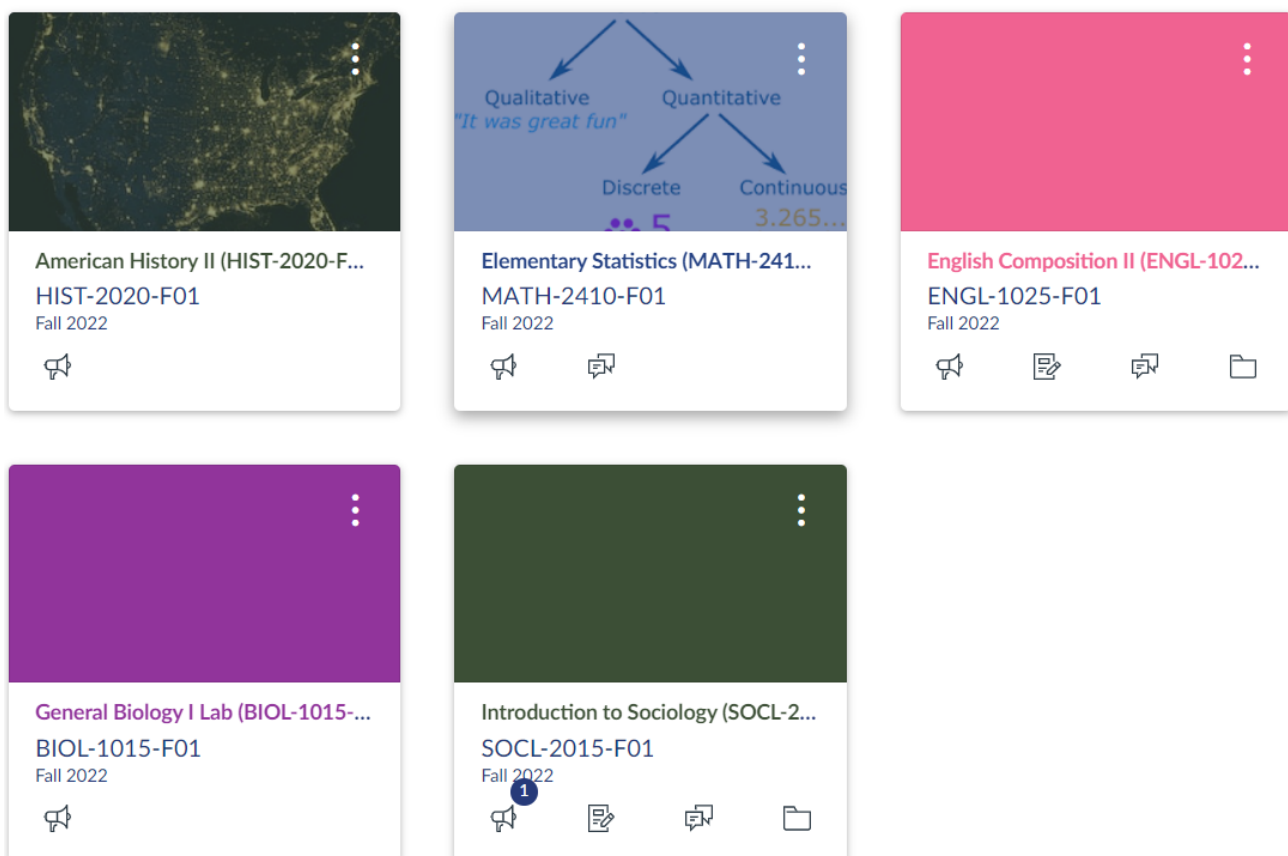 Qualitative Quantitative
"It was great fun"
Discrete Continuous
5 3.265...
American History II (HIST-2020-F...
HIST-2020-F01
Fall 2022
Elementary Statistics (MATH-241...
MATH-2410-F01
Fall 2022
English Composition II (ENGL-102...
ENGL-1025-F01
Fall 2022
General Biology I Lab (BIOL-1015-...
BIOL-1015-F01
Fall 2022
Introduction to Sociology (SOCL-2...
SOCL-2015-F01
Fall 2022
1